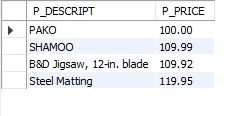 P_DESCRIPT P_PRICE
PAKO 100.00
SHAMOO 109.99
B&D Jigsaw, 12-in. blade 109.92
Steel Matting 119.95